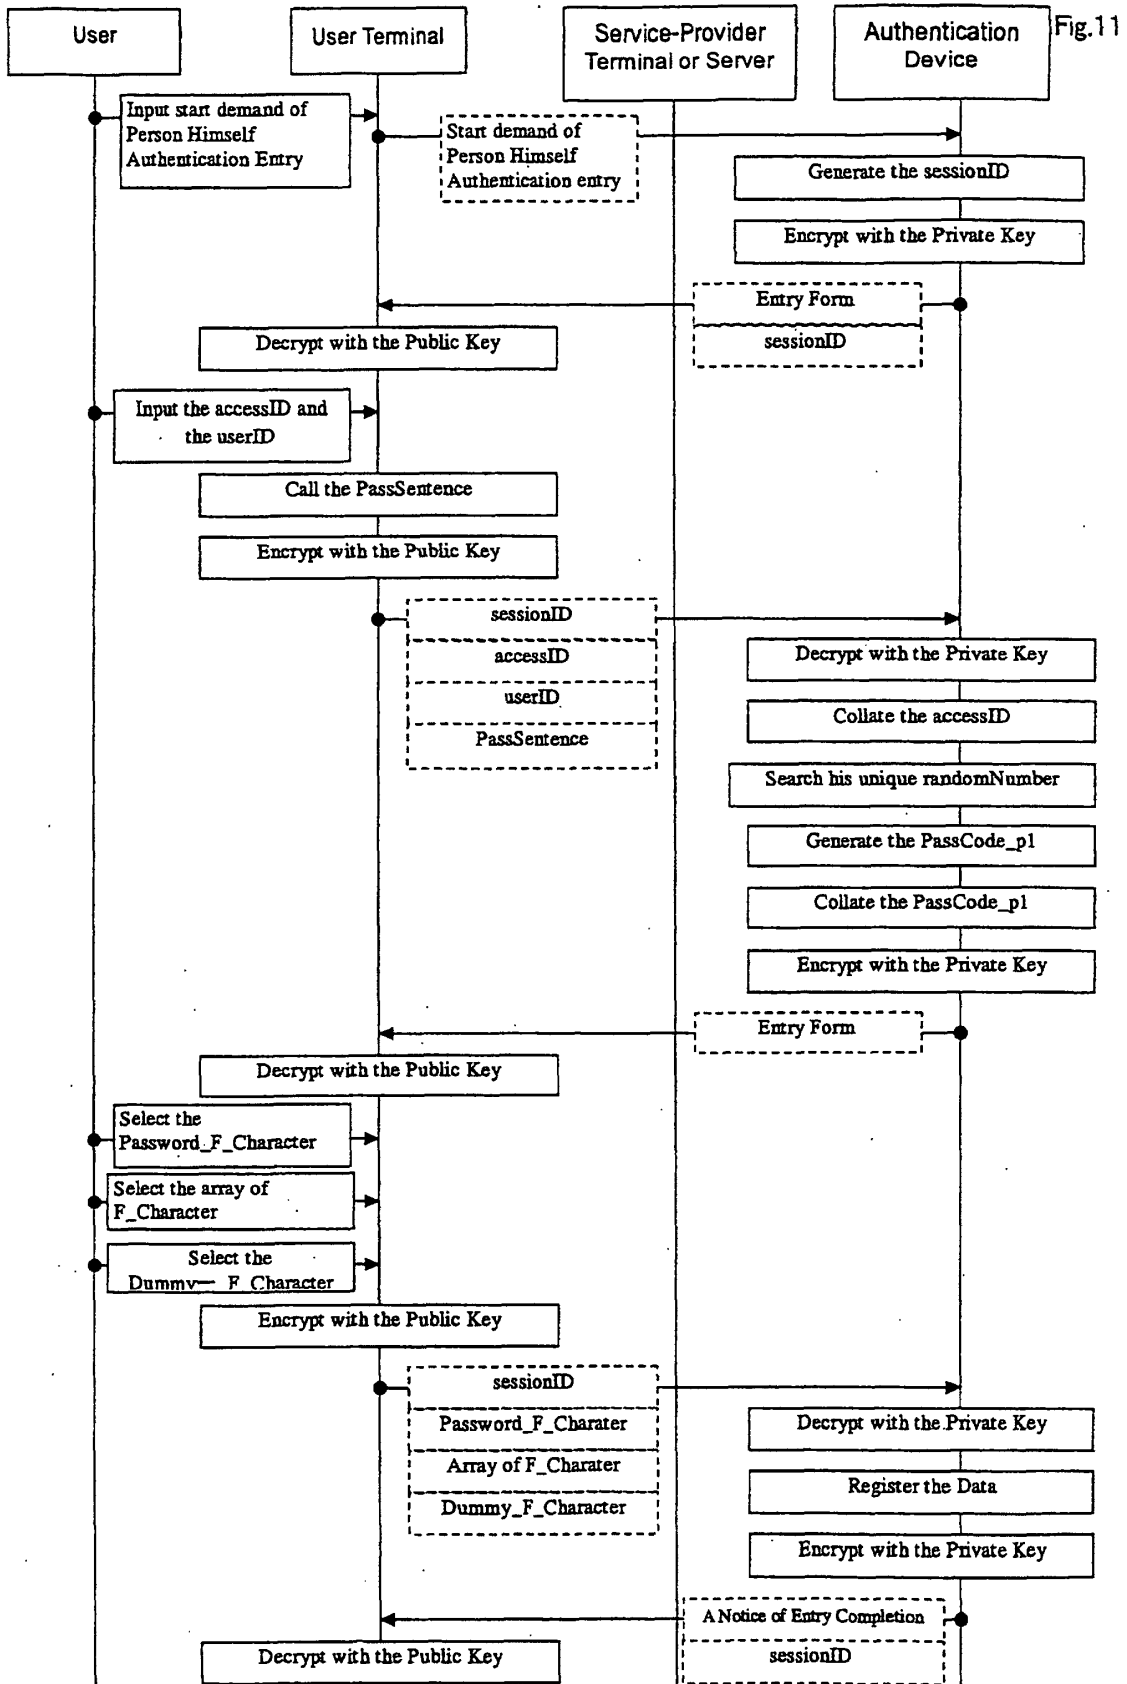 User
User Terminal
Service-Provider
Terminal or Server
Authentication
Device
Fig.11
Input start demand of
Person Himself
Authentication Entry
Start demand of
Person Himself
Authentication entry
Generate the sessionID
Encrypt with the Private Key
Entry Form
sessionID
Decrypt with the Public Key
Input the accessID and
the userID
Call the PassSentence
Encrypt with the Public Key
sessionID
accessID
userID
PassSentence
Decrypt with the Private Key
Collate the accessID
Search his unique randomNumber
Generate the PassCode_p1
Collate the PassCode_p1
Encrypt with the Private Key
Entry Form
Decrypt with the Public Key
Select the
Password_F_Character
Select the array of
F_Character
Select the
Dummy— F_Character
Encrypt with the Public Key
sessionID
Password_F_Charater
Array of F_Charater
Dummy_F_Character
Decrypt with the Private Key
Register the Data
Encrypt with the Private Key
A Notice of Entry Completion
sessionID
Decrypt with the Public Key